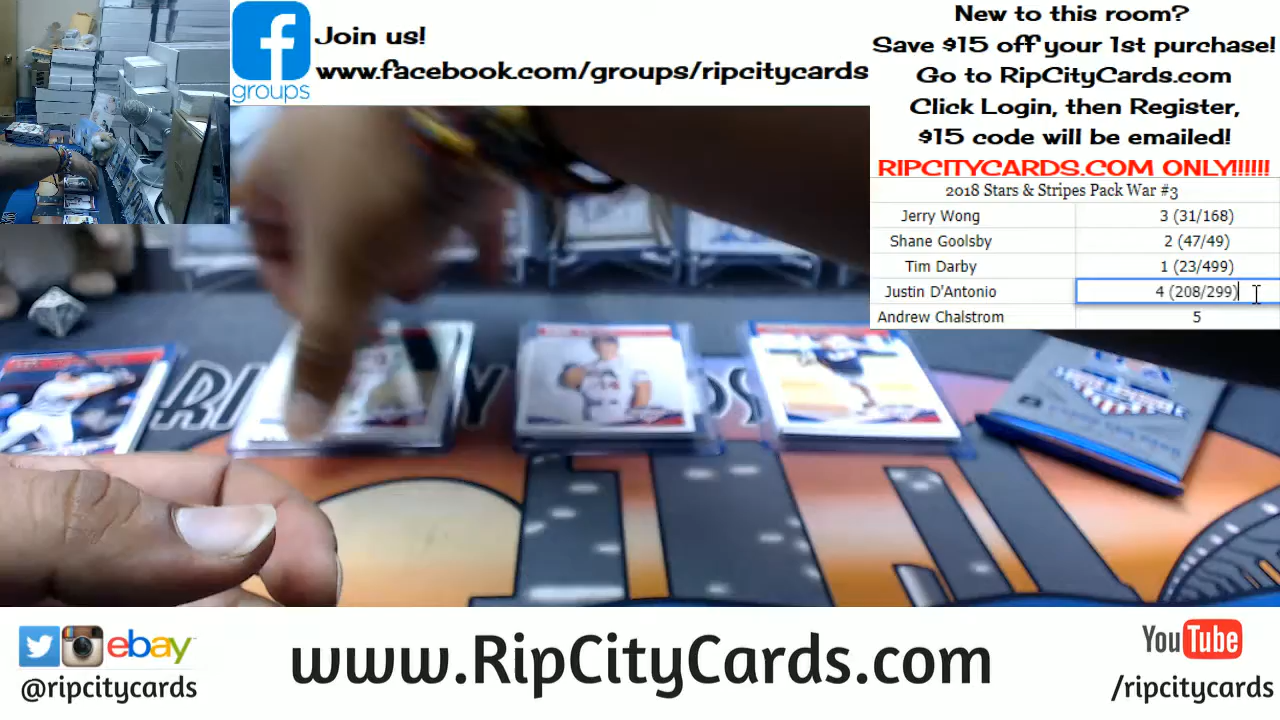 groups
Join us!
www.facebook.com/groups/ripcitycards
New to this room?
Save $15 off your 1st purchase!
Go to RipCityCards.com
Click Login, then Register,
$15 code will be emailed!
RIPCITYCARDS.COM ONLY!!!!!!
2018 Stars & Stripes Pack War #3
Jerry Wong 3 (31/168)
Shane Goolsby 2 (47/49)
Tim Darby 1 (23/499)
Justin D'Antonio 4 (208/299)
Andrew Chalstrom 5
ebay
@ripcitycards
www.RipCityCards.com
YouTube
/ripcitycards